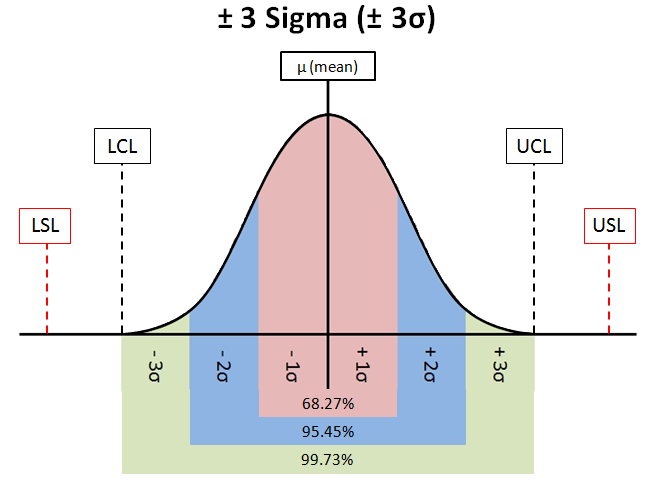 ± 3 Sigma (± 3σ)
μ (mean)
LCL
UCL
LSL
USL
- 3σ
- 2σ
- 1σ
+ 1σ
+ 2σ
+ 3σ
68.27%
95.45%
99.73%